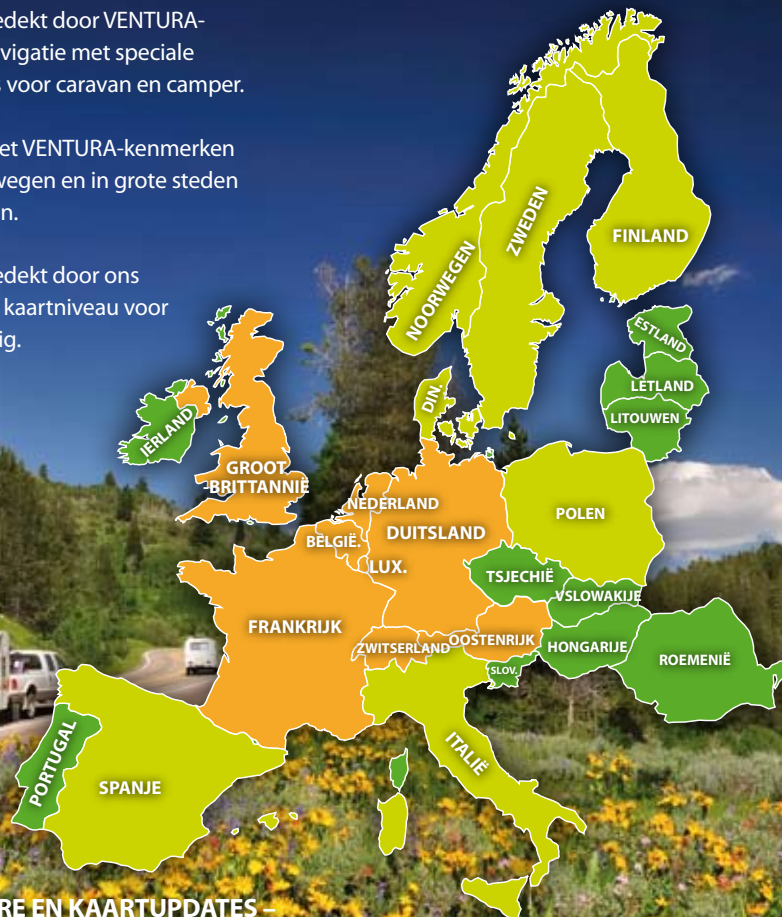 edekt door VENTURA-
vigatie met speciale
s voor caravan en camper.
et VENTURA-kenmerken
wegen en in grote steden
n.
edekt door ons
kaartniveau voor
ig.
NOORWEGEN
ZWEDEN
FINLAND
ESTLAND
LETLAND
LITOUWEN
DIN.
IERLAND
GROOT
-BRITTANNIË
NEDERLAND
BELGIË.
DUITSLAND
LUX.
POLEN
TSJECHIË
VSLOWAKIJE
FRANKRIJK
ZWITSERLAND
OOSTENRIJK
HONGARIJE
ROEMENIË
SLOV.
ITALIË
PORTUGAL
SPANJE
RE EN KAARTUPDATES –